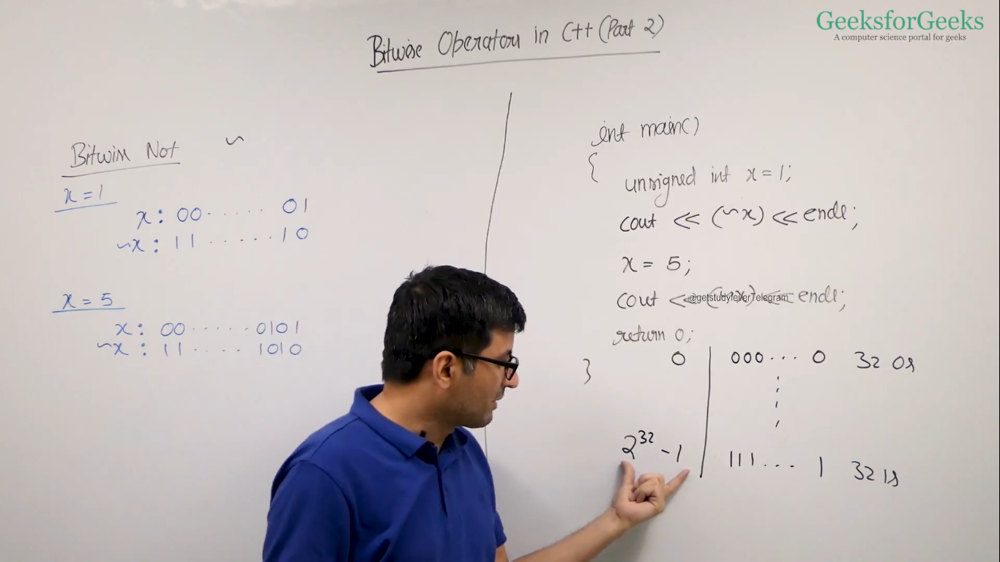 GeeksforGeeks
A computer science portal for geeks
Bitwise Operators in C++ (Part 2)
Bitwise Not ~
x = 1
x : 00 ...... 01
~x : 11 ...... 10
x = 5
x : 00 ...... 0101
~x : 11 .... 1010
int main()
{
unsigned int x = 1;
cout << (~x) << endl;
x = 5;
cout << (~x) << endl;
@getstudyfeverTelegram
return 0;
}
0 | 000 ... 0 32 0s
2^32 - 1 | 111 ... 1 32 1s